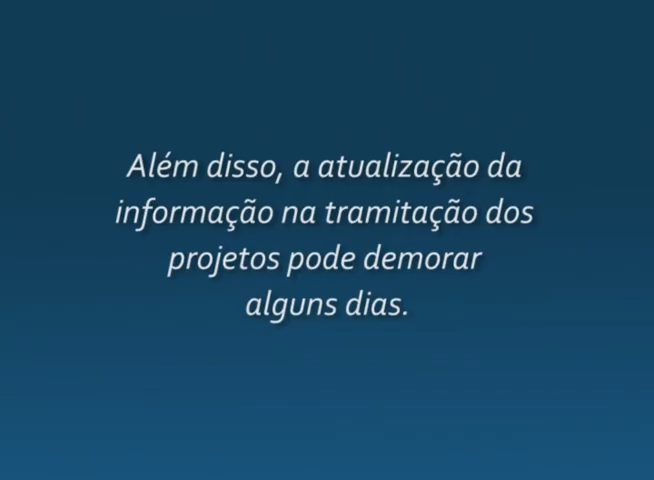 Além disso, a atualização da
informação na tramitação dos
projetos pode demorar
alguns dias.